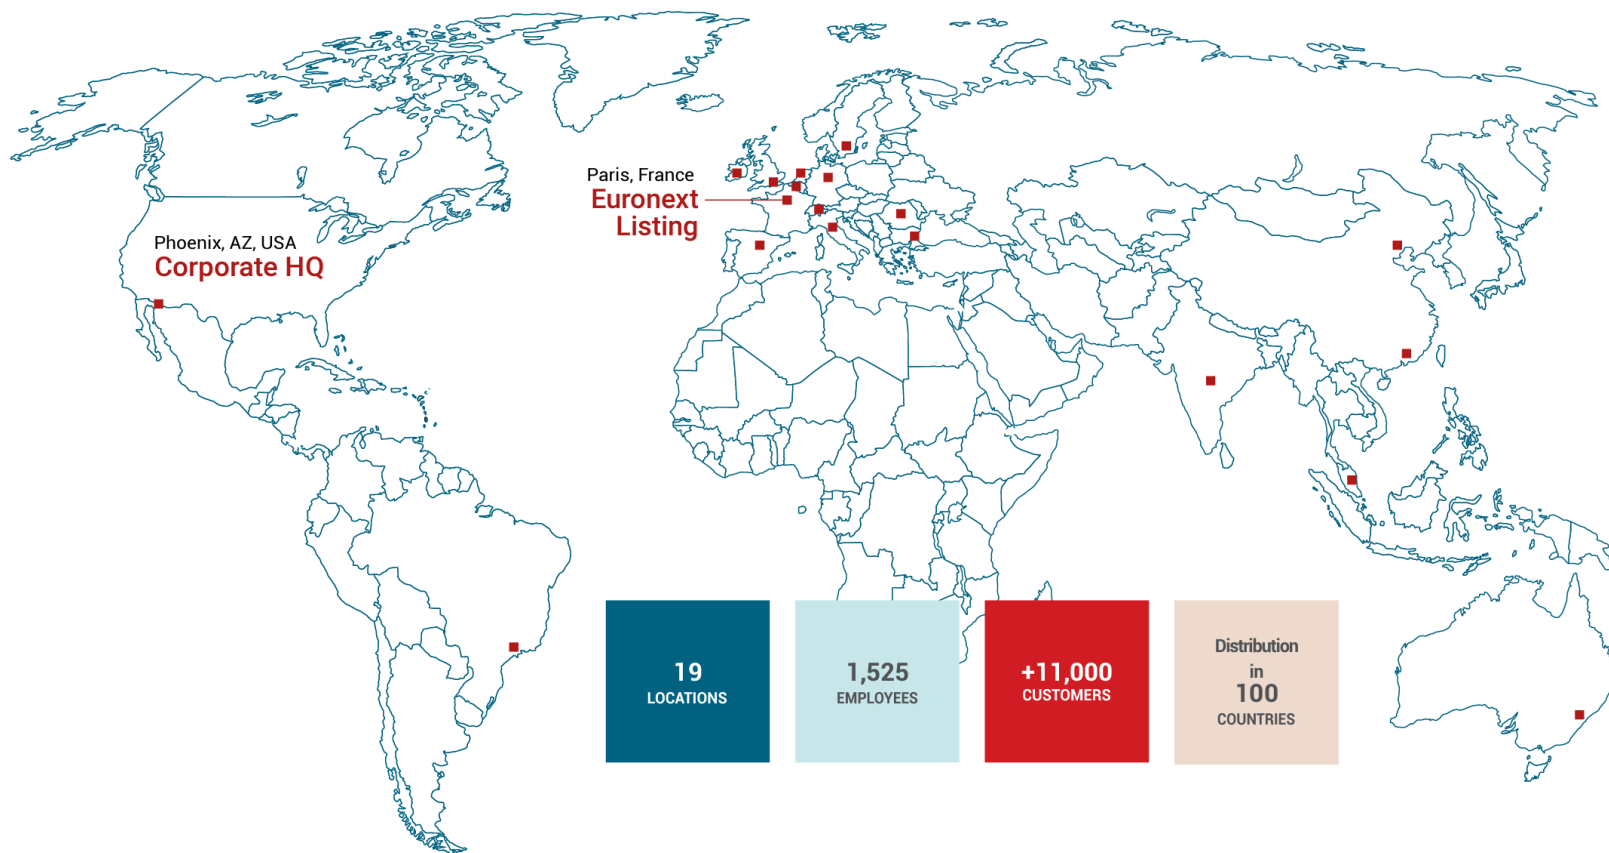 Paris, France
Euronext
Listing
Phoenix, AZ, USA
Corporate HQ
19
LOCATIONS
1,525
EMPLOYEES
+11,000
CUSTOMERS
Distribution
in
100
COUNTRIES